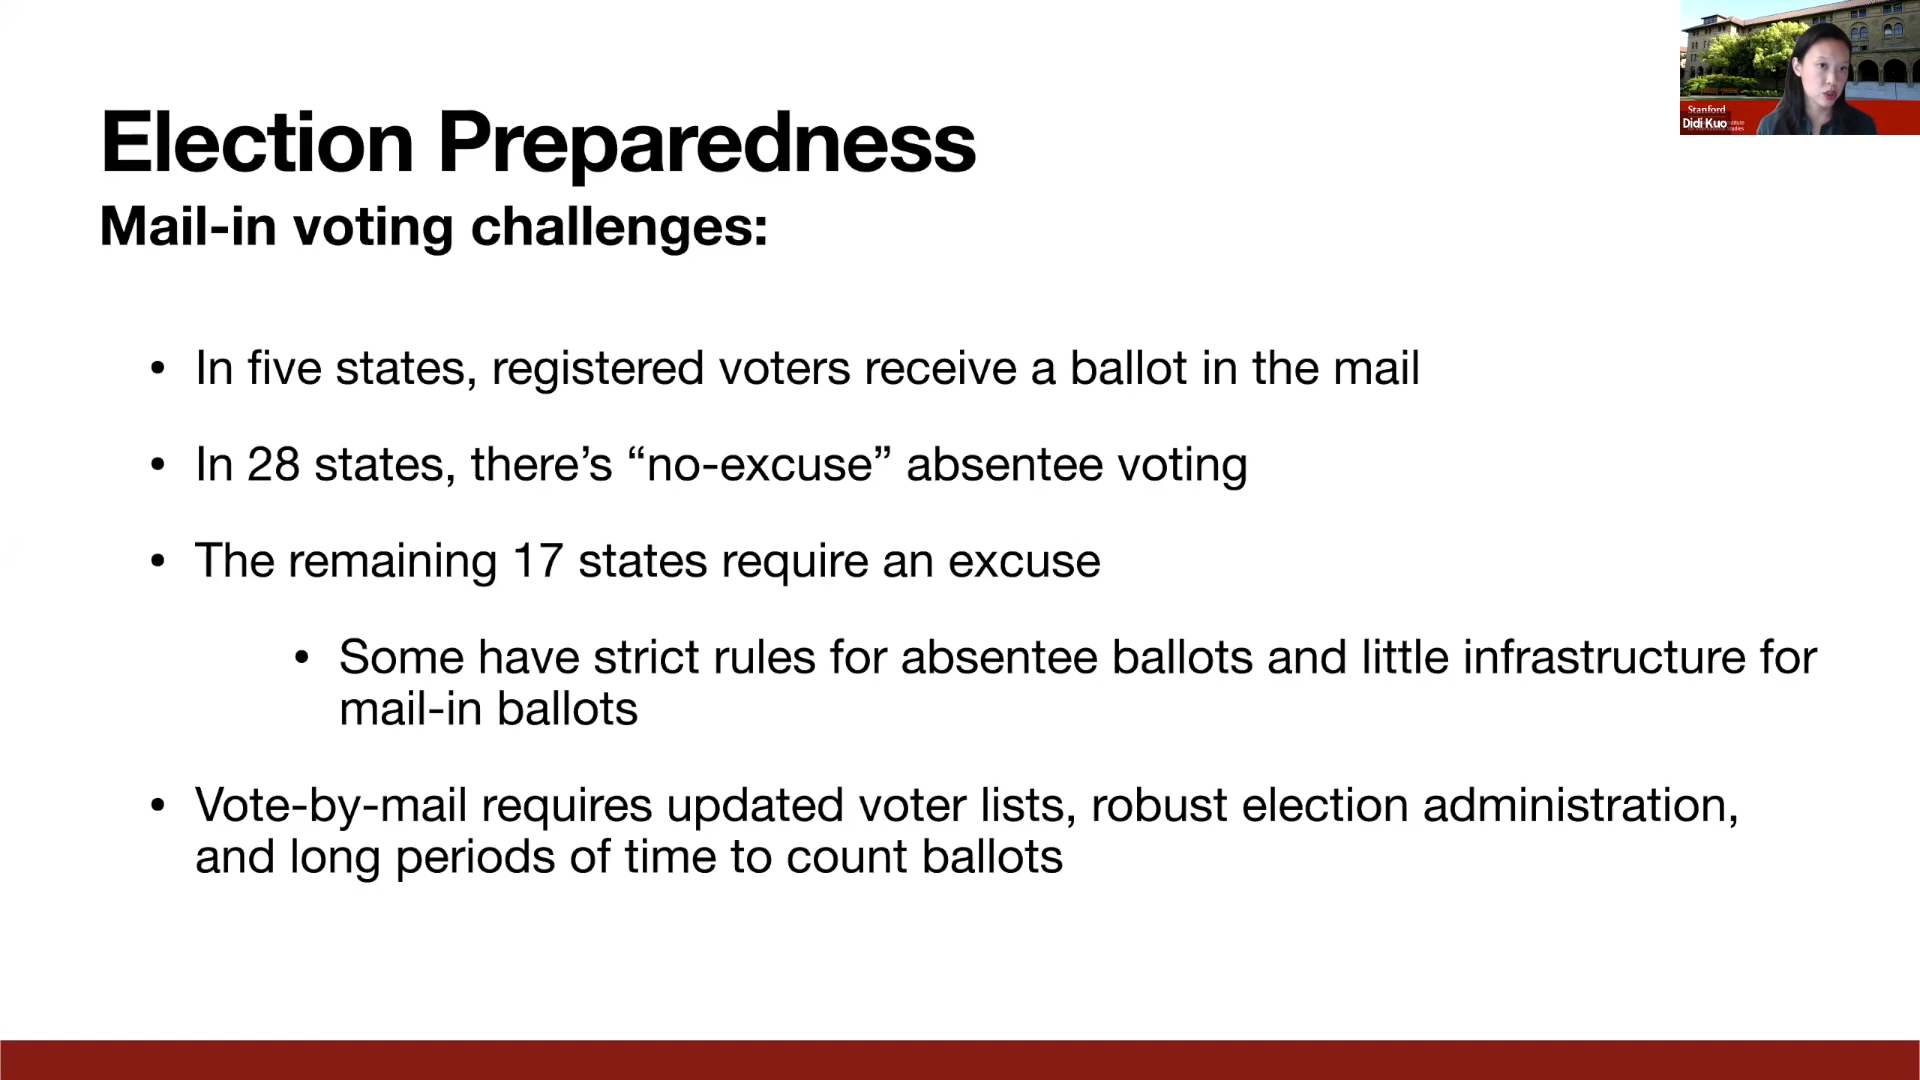 Election Preparedness
Mail-in voting challenges:
• In five states, registered voters receive a ballot in the mail
• In 28 states, there’s “no-excuse” absentee voting
• The remaining 17 states require an excuse
• Some have strict rules for absentee ballots and little infrastructure for
mail-in ballots
• Vote-by-mail requires updated voter lists, robust election administration,
and long periods of time to count ballots
Stanford
Didi Kuo